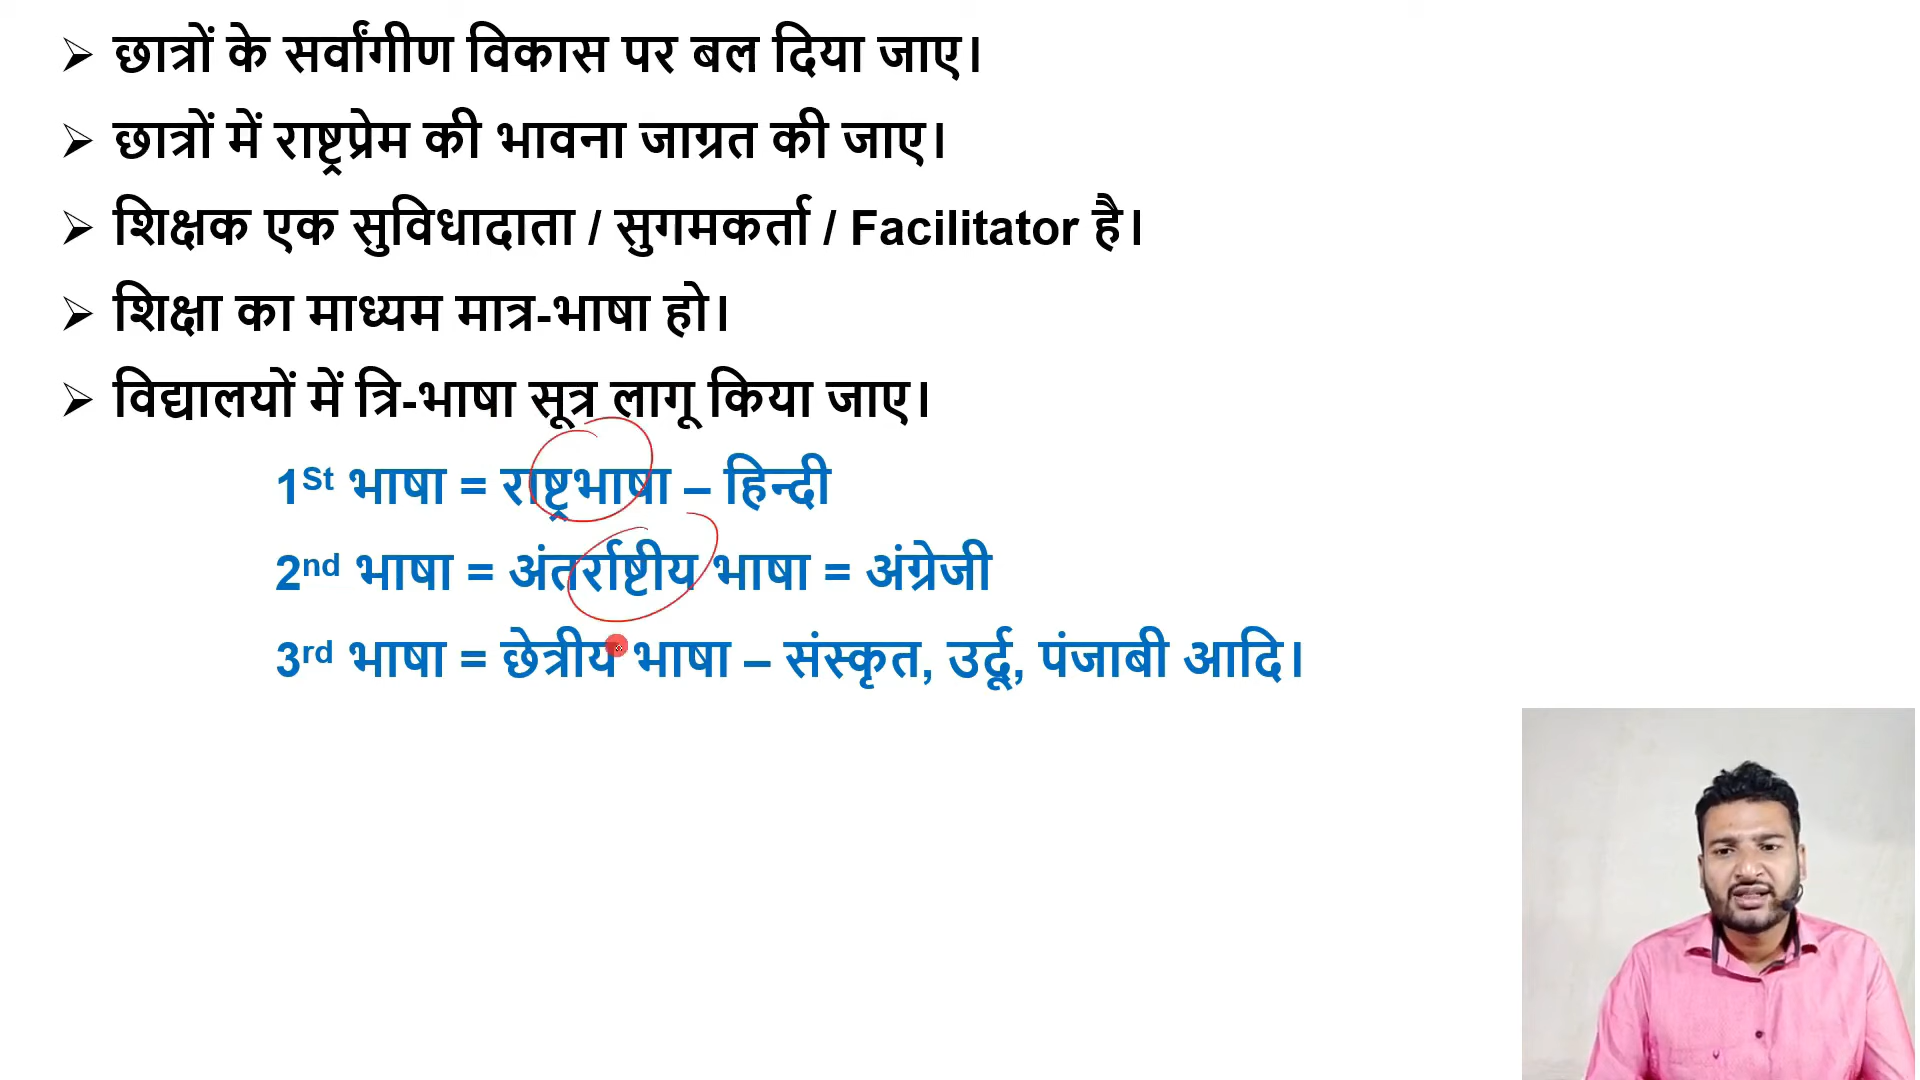 ➢ छात्रों के सर्वांगीण विकास पर बल दिया जाए।
➢ छात्रों में राष्ट्रप्रेम की भावना जाग्रत की जाए।
➢ शिक्षक एक सुविधादाता / सुगमकर्ता / Facilitator है।
➢ शिक्षा का माध्यम मात्र-भाषा हो।
➢ विद्यालयों में त्रि-भाषा सूत्र लागू किया जाए।
1St भाषा = राष्ट्रभाषा – हिन्दी
2nd भाषा = अंतर्राष्टीय भाषा = अंग्रेजी
3rd भाषा = छेत्रीय भाषा – संस्कृत, उर्दू, पंजाबी आदि।